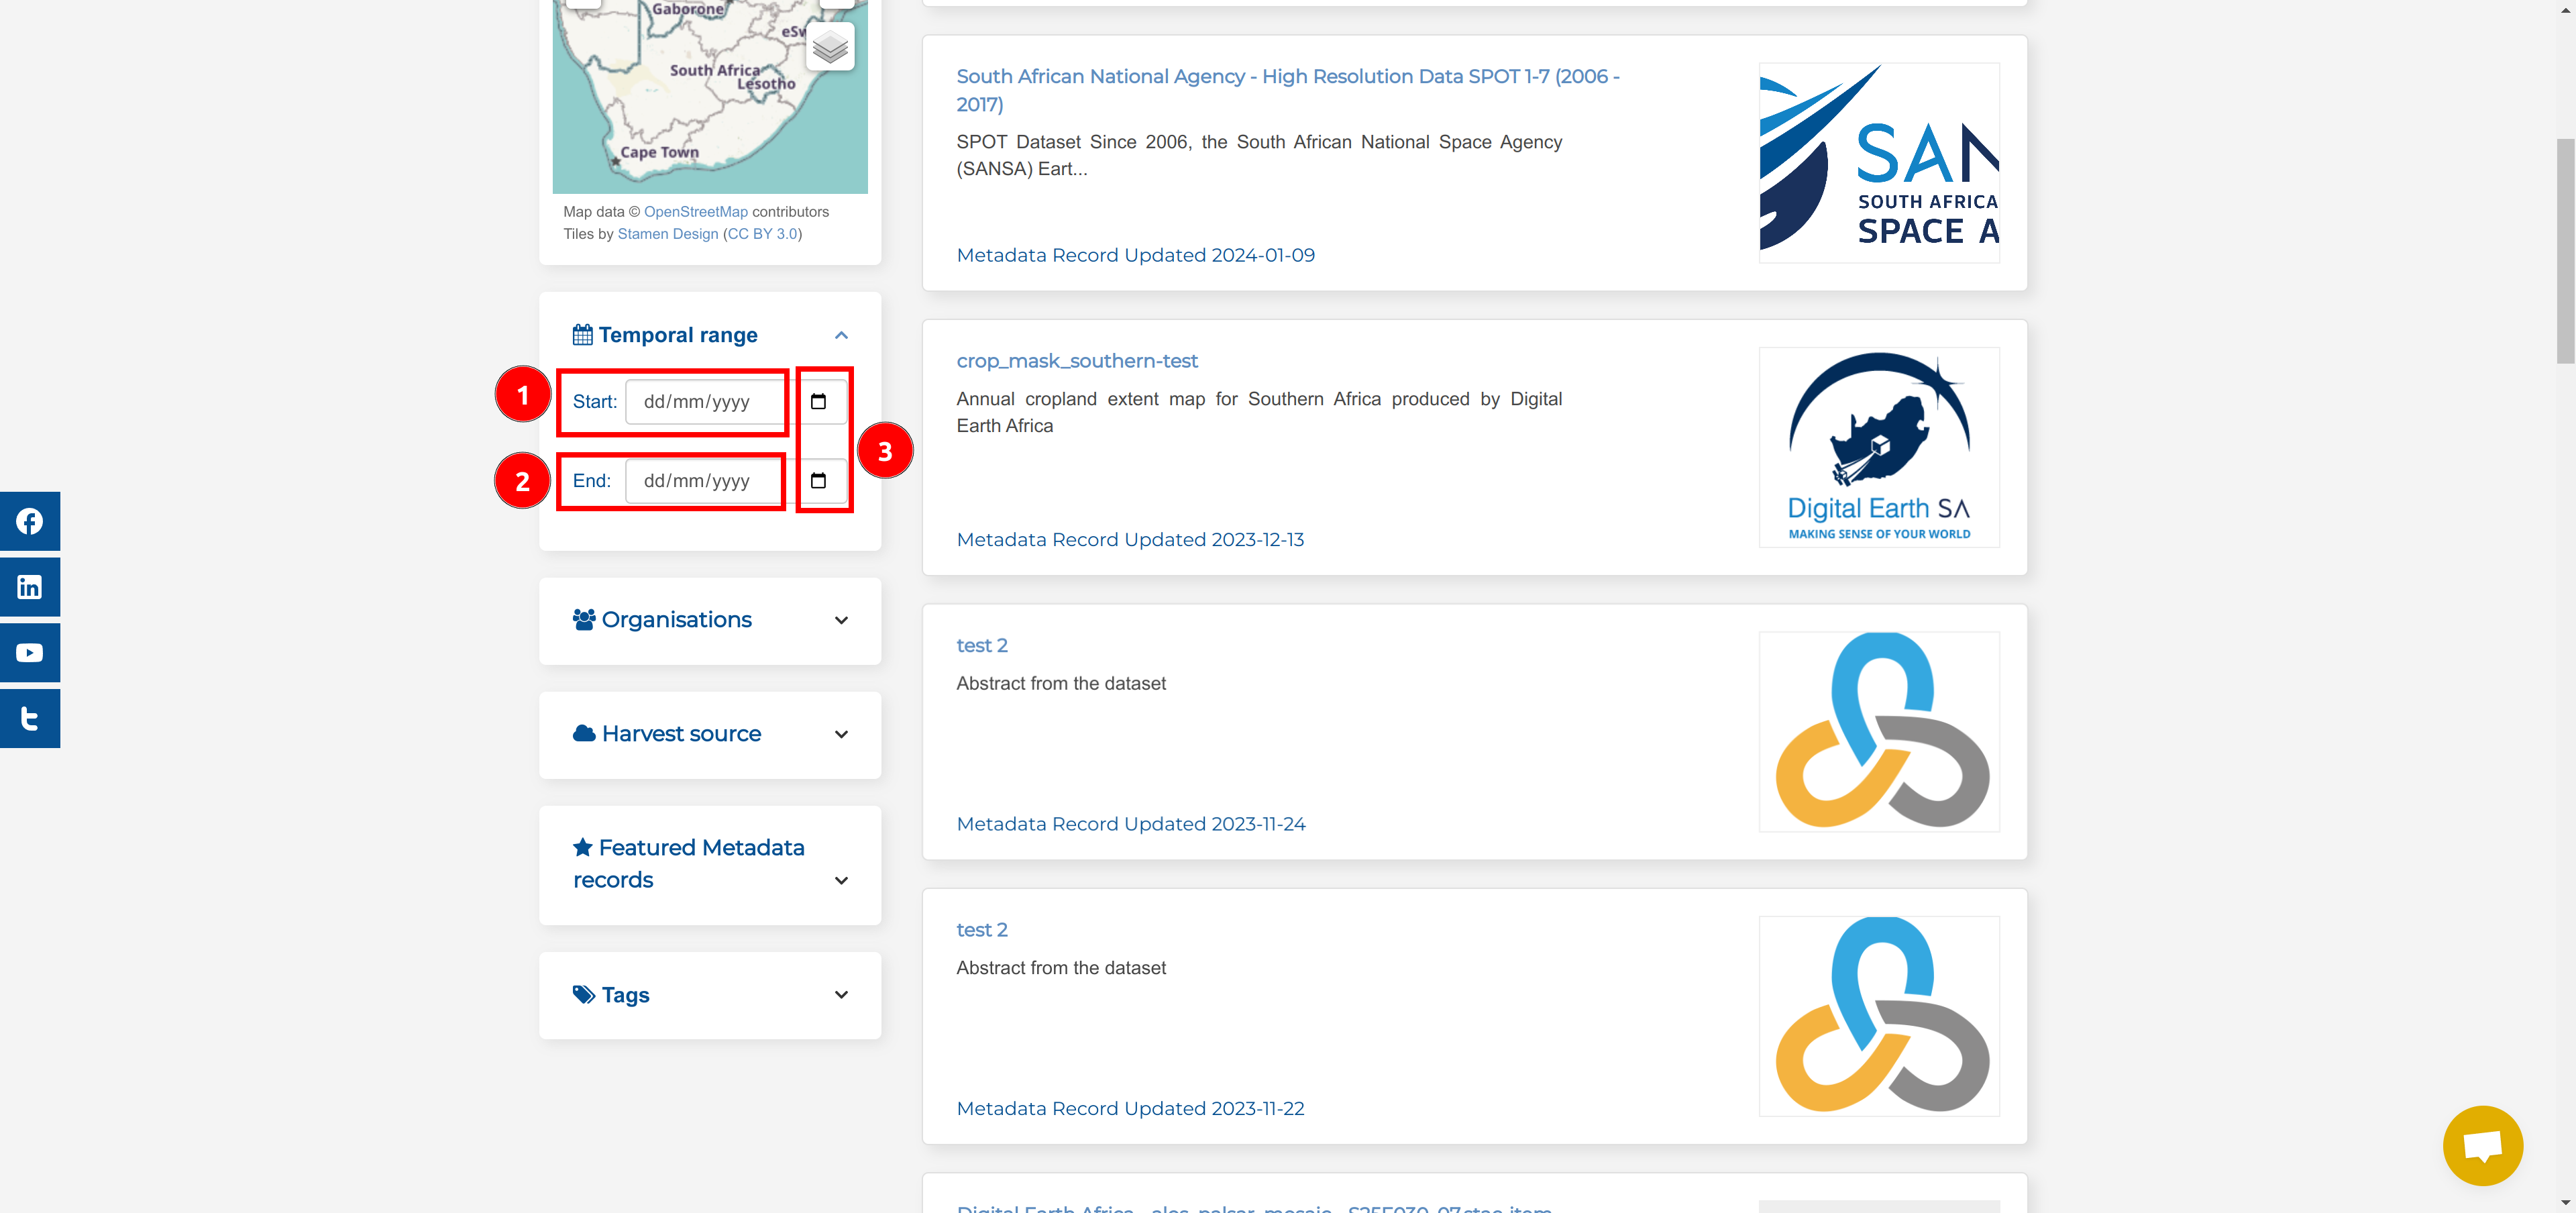 Gaborone
eSw
South Africa
Lesotho
Cape Town
Map data © OpenStreetMap contributors
Tiles by Stamen Design (CC BY 3.0)
Temporal range
1
Start: dd/mm/yyyy
3
2
End: dd/mm/yyyy
Organisations
Harvest source
Featured Metadata
records
Tags
South African National Agency - High Resolution Data SPOT 1-7 (2006 -
2017)
SPOT Dataset Since 2006, the South African National Space Agency
(SANSA) Eart...
Metadata Record Updated 2024-01-09
SAN
SOUTH AFRICA
SPACE A
crop_mask_southern-test
Annual cropland extent map for Southern Africa produced by Digital
Earth Africa
Metadata Record Updated 2023-12-13
Digital Earth SA
MAKING SENSE OF YOUR WORLD
test 2
Abstract from the dataset
Metadata Record Updated 2023-11-24
test 2
Abstract from the dataset
Metadata Record Updated 2023-11-22
Digital Earth Africa - alos_palsar_mosaic -